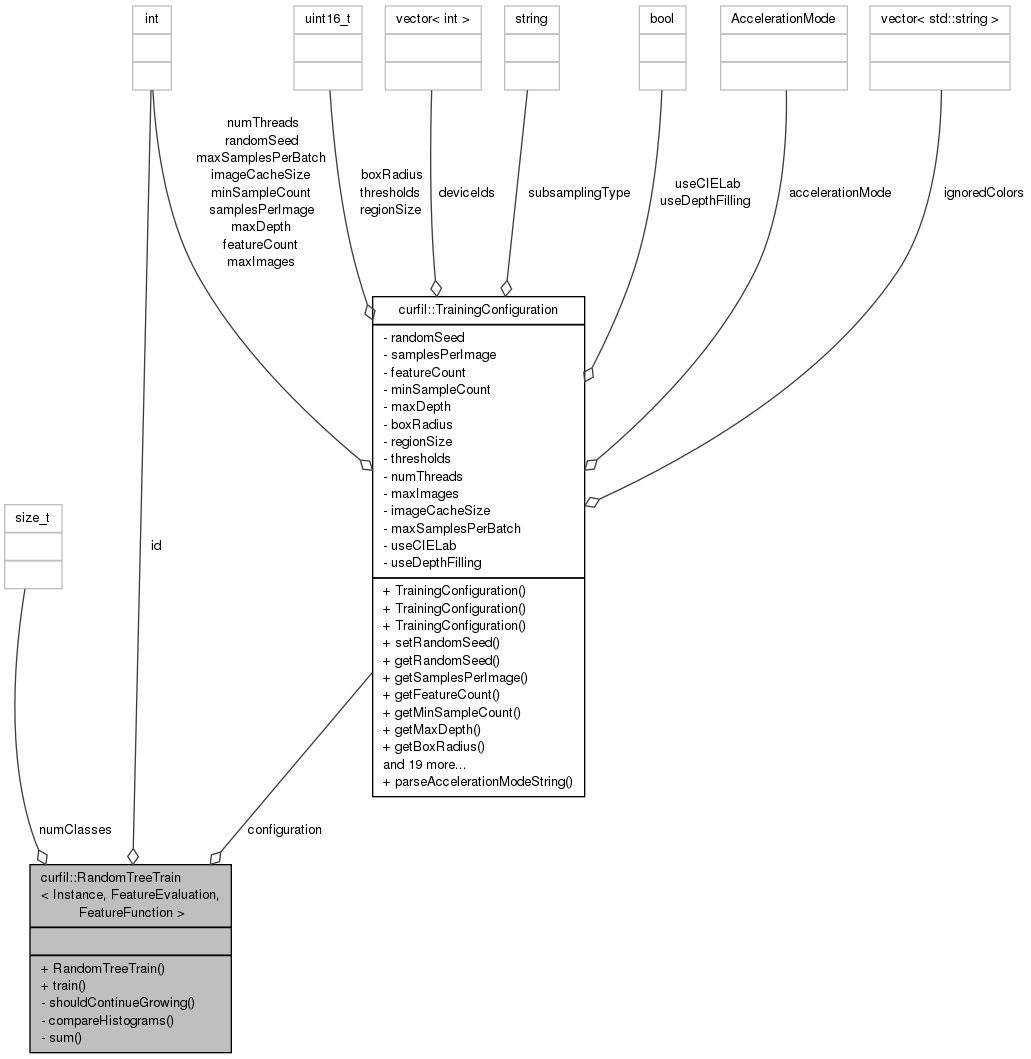 int
uint16_t
vector< int >
string
bool
AccelerationMode
vector< std::string >
numThreads
randomSeed
maxSamplesPerBatch
imageCacheSize
minSampleCount
samplesPerImage
maxDepth
featureCount
maxImages
boxRadius
thresholds
regionSize
deviceIds
subsamplingType
useCIELab
useDepthFilling
accelerationMode
ignoredColors
curfil::TrainingConfiguration
- randomSeed
- samplesPerImage
- featureCount
- minSampleCount
- maxDepth
- boxRadius
- regionSize
- thresholds
- numThreads
- maxImages
- imageCacheSize
- maxSamplesPerBatch
- useCIELab
- useDepthFilling
+ TrainingConfiguration()
+ TrainingConfiguration()
+ TrainingConfiguration()
+ setRandomSeed()
+ getRandomSeed()
+ getSamplesPerImage()
+ getFeatureCount()
+ getMinSampleCount()
+ getMaxDepth()
+ getBoxRadius()
and 19 more...
+ parseAccelerationModeString()
size_t
id
numClasses
configuration
curfil::RandomTreeTrain
< Instance, FeatureEvaluation,
FeatureFunction >
+ RandomTreeTrain()
+ train()
- shouldContinueGrowing()
- compareHistograms()
- sum()